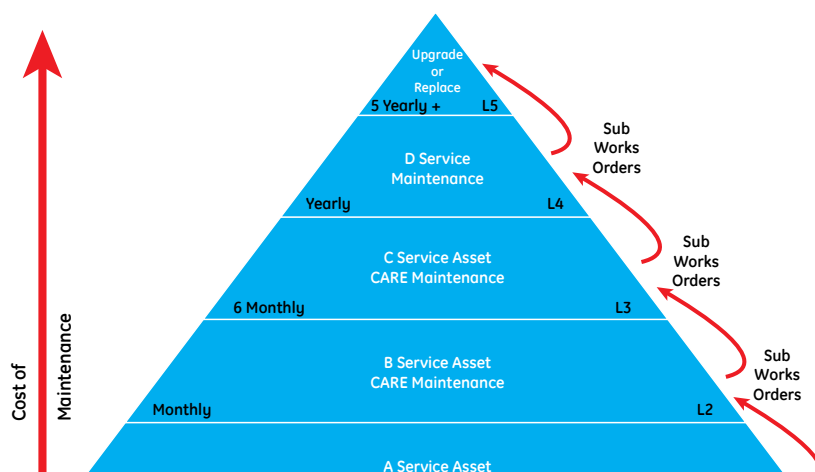 Upgrade
or
Replace
5 Yearly +
L5
Sub
Works
Orders
D Service
Maintenance
Yearly
L4
Sub
Works
Orders
C Service Asset
CARE Maintenance
6 Monthly
L3
Sub
Works
Orders
B Service Asset
CARE Maintenance
Monthly
L2
A Service Asset
Cost of
Maintenance